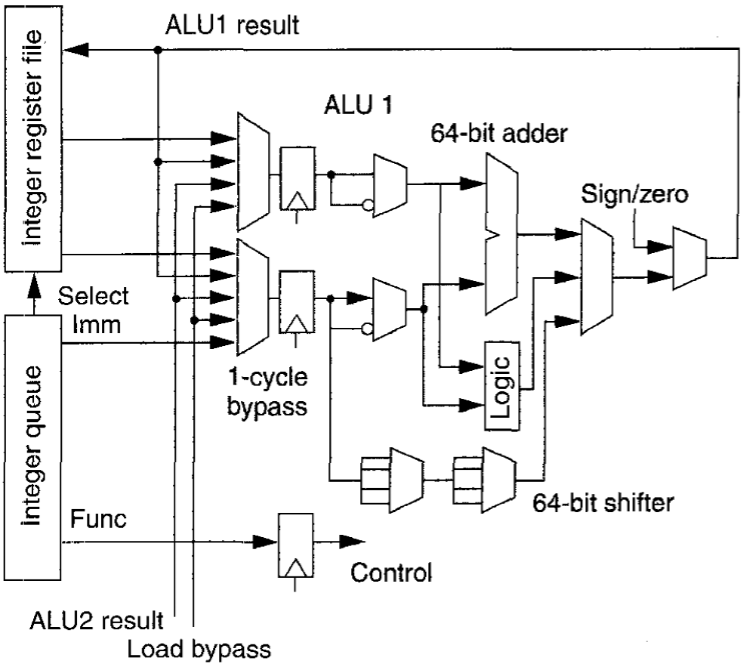 ALU1 result
Integer register file
ALU 1
64-bit adder
Sign/zero
Select
Imm
1-cycle
bypass
Logic
Integer queue
64-bit shifter
Func
Control
ALU2 result
Load bypass